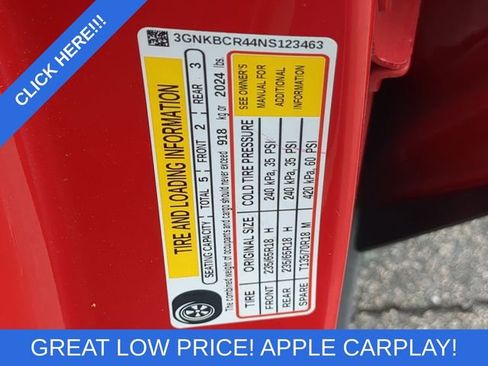 CLICK HERE!!!
3GNKBCR44NS123463
TIRE AND LOADING INFORMATION
SEATING CAPACITY TOTAL 5 FRONT 2 REAR 3
The combined weight of occupants and cargo should never exceed 918 kg or 2024 lbs.
TIRE ORIGINAL SIZE COLD TIRE PRESSURE
FRONT 235/65R18 H 240 kPa, 35 PSI
REAR 235/65R18 H 240 kPa, 35 PSI
SPARE T135/70R18 M 420 kPa, 60 PSI
SEE OWNER'S
MANUAL FOR
ADDITIONAL
INFORMATION
GREAT LOW PRICE! APPLE CARPLAY!